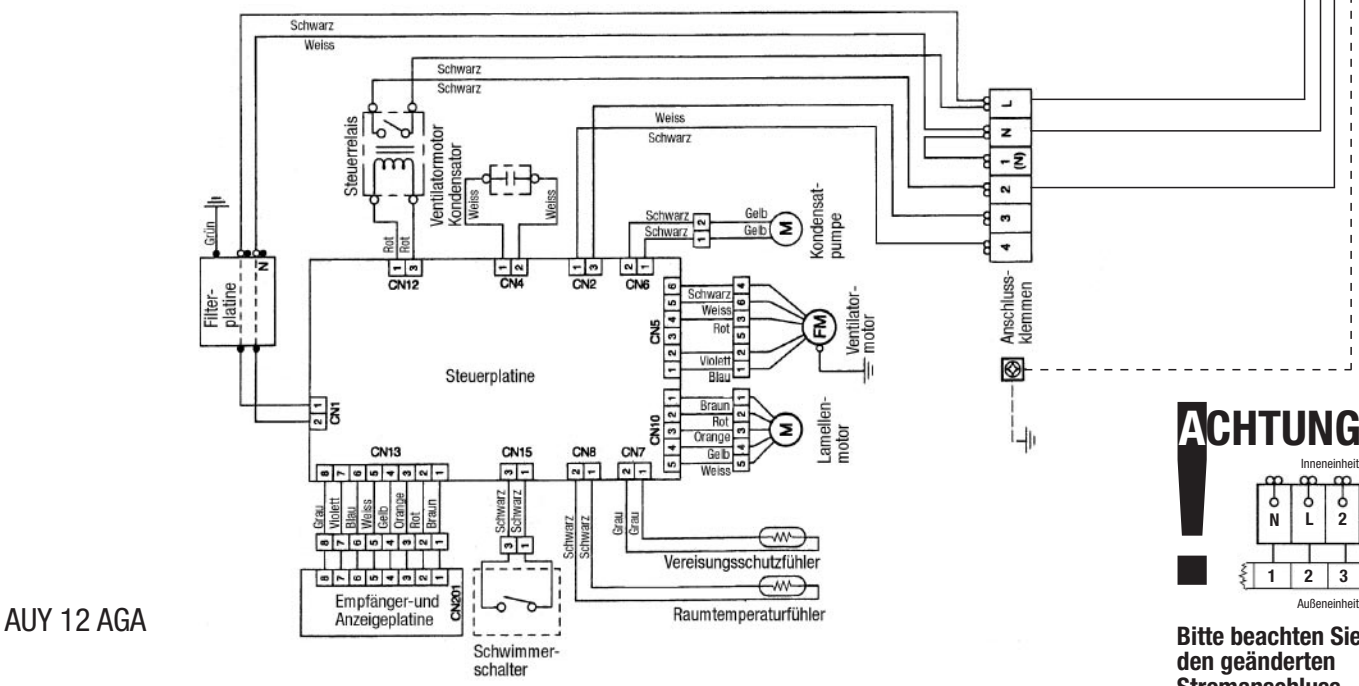 Schwarz
Weiss
Schwarz
Schwarz
Weiss
Schwarz
L
N
1 (N)
2
3
4
Anschluss-
klemmen
Steuerrelais
Ventilatormotor
Kondensator
Weiss
Weiss
Rot
Rot
Grün
N
Filter-
platine
Schwarz 2 Gelb
Schwarz 1 Gelb
M
Kondensat-
pumpe
1 3
CN12
1 2
CN4
1 3
CN2
2 1
CN6
CN5
6 Schwarz 4
5 Weiss 6
4 Rot 3
3 5
2 Violett 2
1 Blau 1
FM
Ventilator-
motor
Steuerplatine
1
2
CN1
CN10
1 Braun 1
2 Rot 2
3 Orange 3
4 Gelb 4
5 Weiss 5
M
Lamellen-
motor
CN13
8 7 6 5 4 3 2 1
Grau
Violett
Blau
Weiss
Gelb
Orange
Rot
Braun
8 7 6 5 4 3 2 1
8 7 6 5 4 3 2 1
Empfänger-und
Anzeigeplatine
CN201
CN15
3 1
Schwarz
Schwarz
3 1
Schwimmer-
schalter
CN8
2 1
Schwarz
Schwarz
CN7
2 1
Grau
Grau
Vereisungsschutzfühler
Raumtemperaturfühler
AUY 12 AGA
!
ACHTUNG
Inneneinheit
N L 2
1 2 3
Außeneinheit
Bitte beachten Sie
den geänderten
Stromanschluss